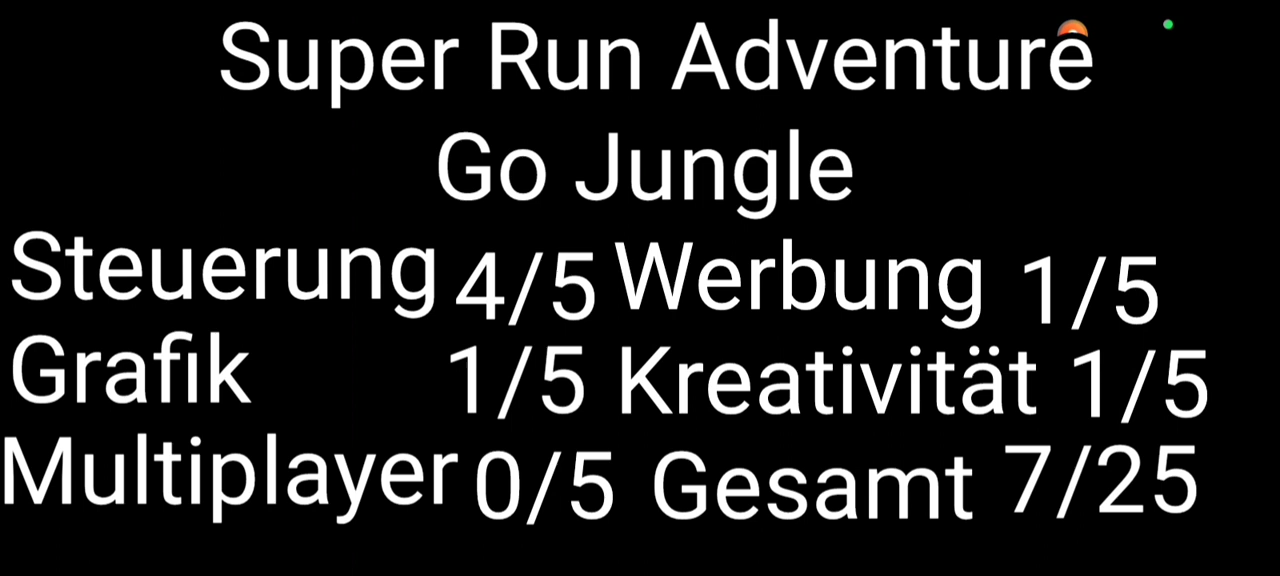 Super Run Adventure
Go Jungle
Steuerung 4/5 Werbung 1/5
Grafik 1/5 Kreativität 1/5
Multiplayer 0/5 Gesamt 7/25